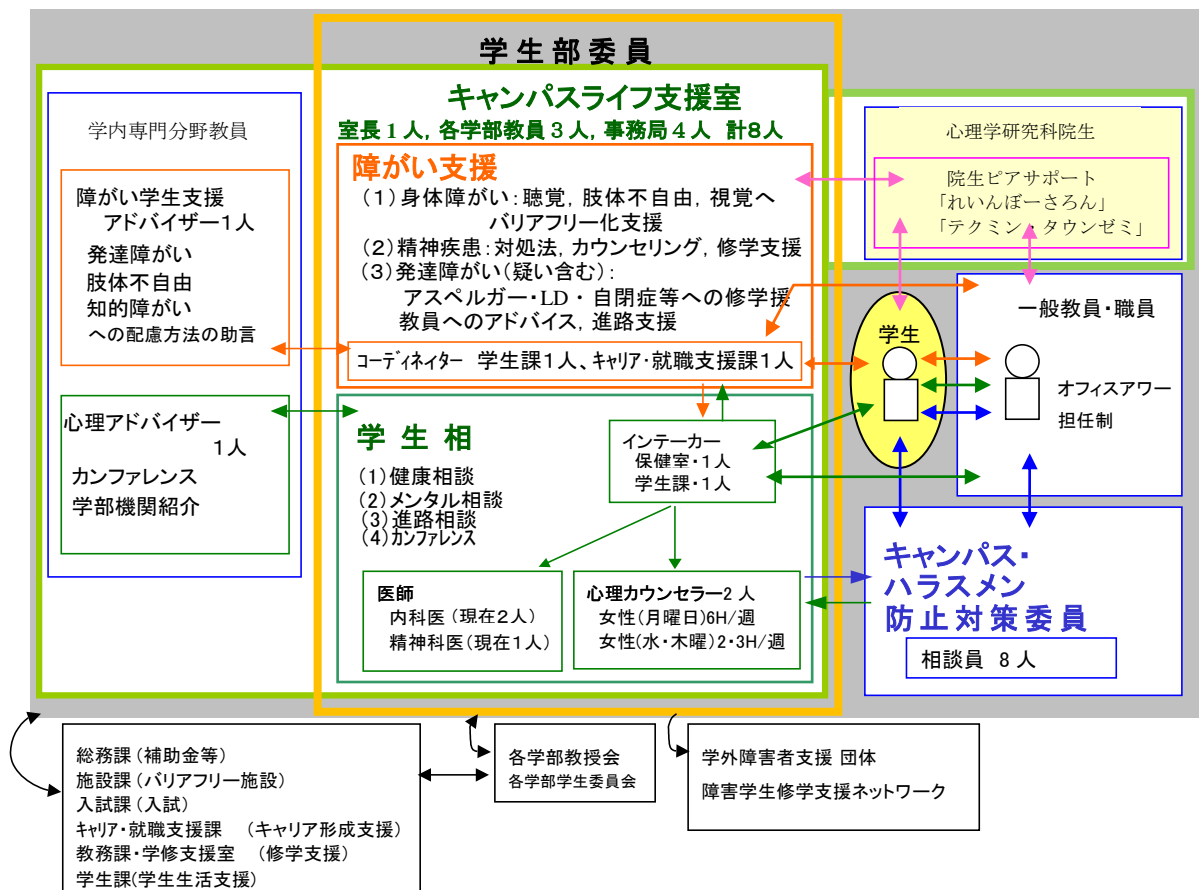 学生部委員
キャンパスライフ支援室
室長1人，各学部教員3人，事務局4人 計8人
学内専門分野教員
障がい学生支援
アドバイザー1人
発達障がい
肢体不自由
知的障がい
への配慮方法の助言
心理アドバイザー
1人
カンファレンス
学部機関紹介
障がい支援
(1)身体障がい：聴覚，肢体不自由，視覚へ
バリアフリー化支援
(2)精神疾患：対処法，カウンセリング，修学支援
(3)発達障がい(疑い含む)：
アスペルガー・LD・自閉症等への修学援
教員へのアドバイス，進路支援
コーディネイター 学生課1人、キャリア・就職支援課1人
学生相
(1)健康相談
(2)メンタル相談
(3)進路相談
(4)カンファレンス
インテーカー
保健室・1人
学生課・1人
医師
内科医(現在2人)
精神科医(現在1人)
心理カウンセラー2人
女性(月曜日)6H/週
女性(水・木曜)2・3H/週
心理学研究科院生
院生ピアサポート
「れいんぼーさろん」
「テクミン・タウンゼミ」
学生
一般教員・職員
オフィスアワー
担任制
キャンパス・
ハラスメン
防止対策委員
相談員 8人
総務課(補助金等)
施設課(バリアフリー施設)
入試課(入試)
キャリア・就職支援課 (キャリア形成支援)
教務課・学修支援室 (修学支援)
学生課(学生生活支援)
各学部教授会
各学部学生委員会
学外障害者支援 団体
障害学生修学支援ネットワーク